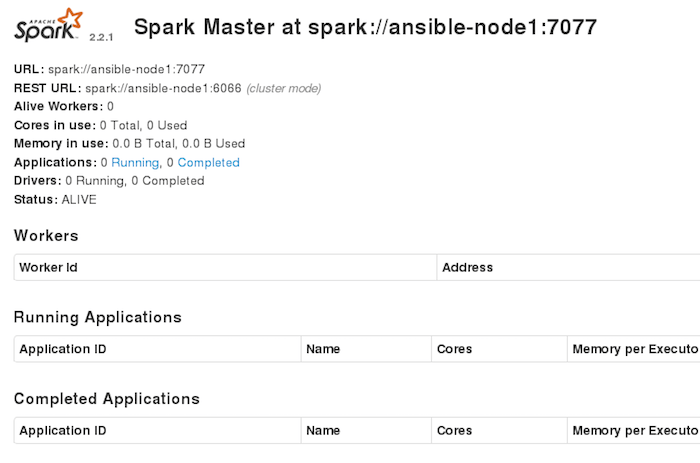 APACHE
Spark 2.2.1 Spark Master at spark://ansible-node1:7077
URL: spark://ansible-node1:7077
REST URL: spark://ansible-node1:6066 (cluster mode)
Alive Workers: 0
Cores in use: 0 Total, 0 Used
Memory in use: 0.0 B Total, 0.0 B Used
Applications: 0 Running, 0 Completed
Drivers: 0 Running, 0 Completed
Status: ALIVE
Workers
Worker Id Address
Running Applications
Application ID Name Cores Memory per Executo
Completed Applications
Application ID Name Cores Memory per Executo